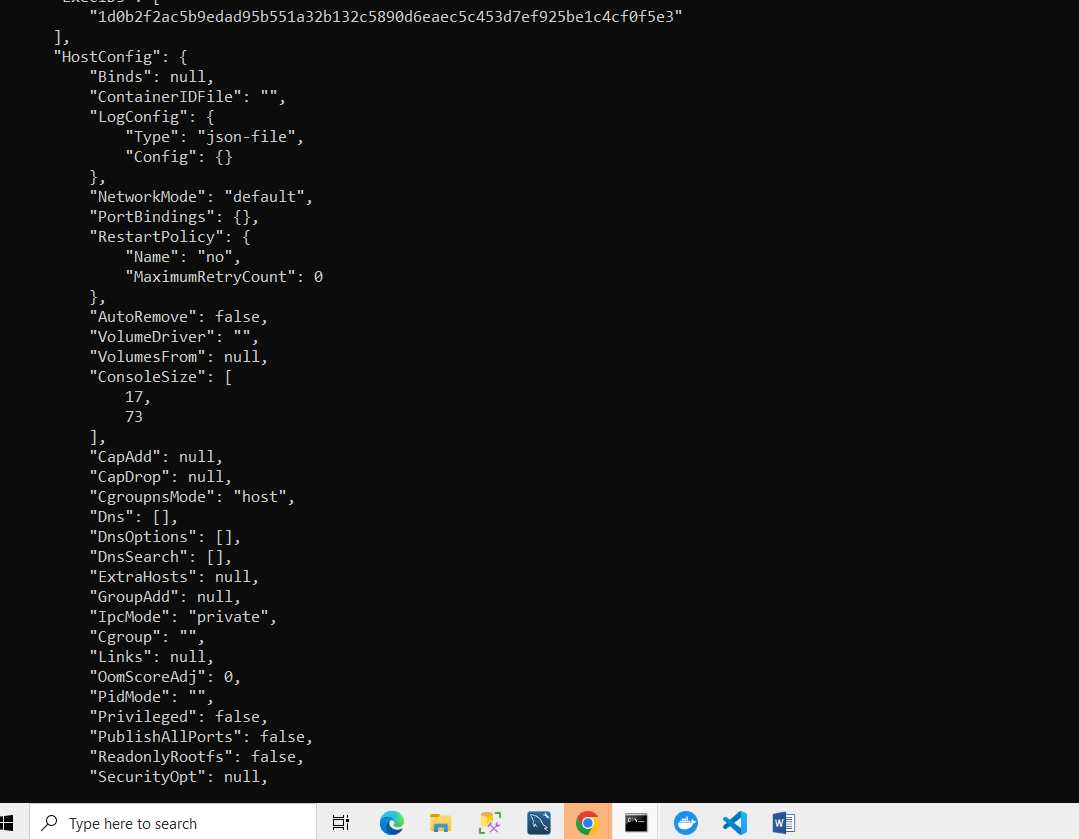 "1d0b2f2ac5b9edad95b551a32b132c5890d6eaec5c453d7ef925be1c4cf0f5e3"
],
"HostConfig": {
"Binds": null,
"ContainerIDFile": "",
"LogConfig": {
"Type": "json-file",
"Config": {}
},
"NetworkMode": "default",
"PortBindings": {},
"RestartPolicy": {
"Name": "no",
"MaximumRetryCount": 0
},
"AutoRemove": false,
"VolumeDriver": "",
"VolumesFrom": null,
"ConsoleSize": [
17,
73
],
"CapAdd": null,
"CapDrop": null,
"CgroupnsMode": "host",
"Dns": [],
"DnsOptions": [],
"DnsSearch": [],
"ExtraHosts": null,
"GroupAdd": null,
"IpcMode": "private",
"Cgroup": "",
"Links": null,
"OomScoreAdj": 0,
"PidMode": "",
"Privileged": false,
"PublishAllPorts": false,
"ReadonlyRootfs": false,
"SecurityOpt": null,
Type here to search